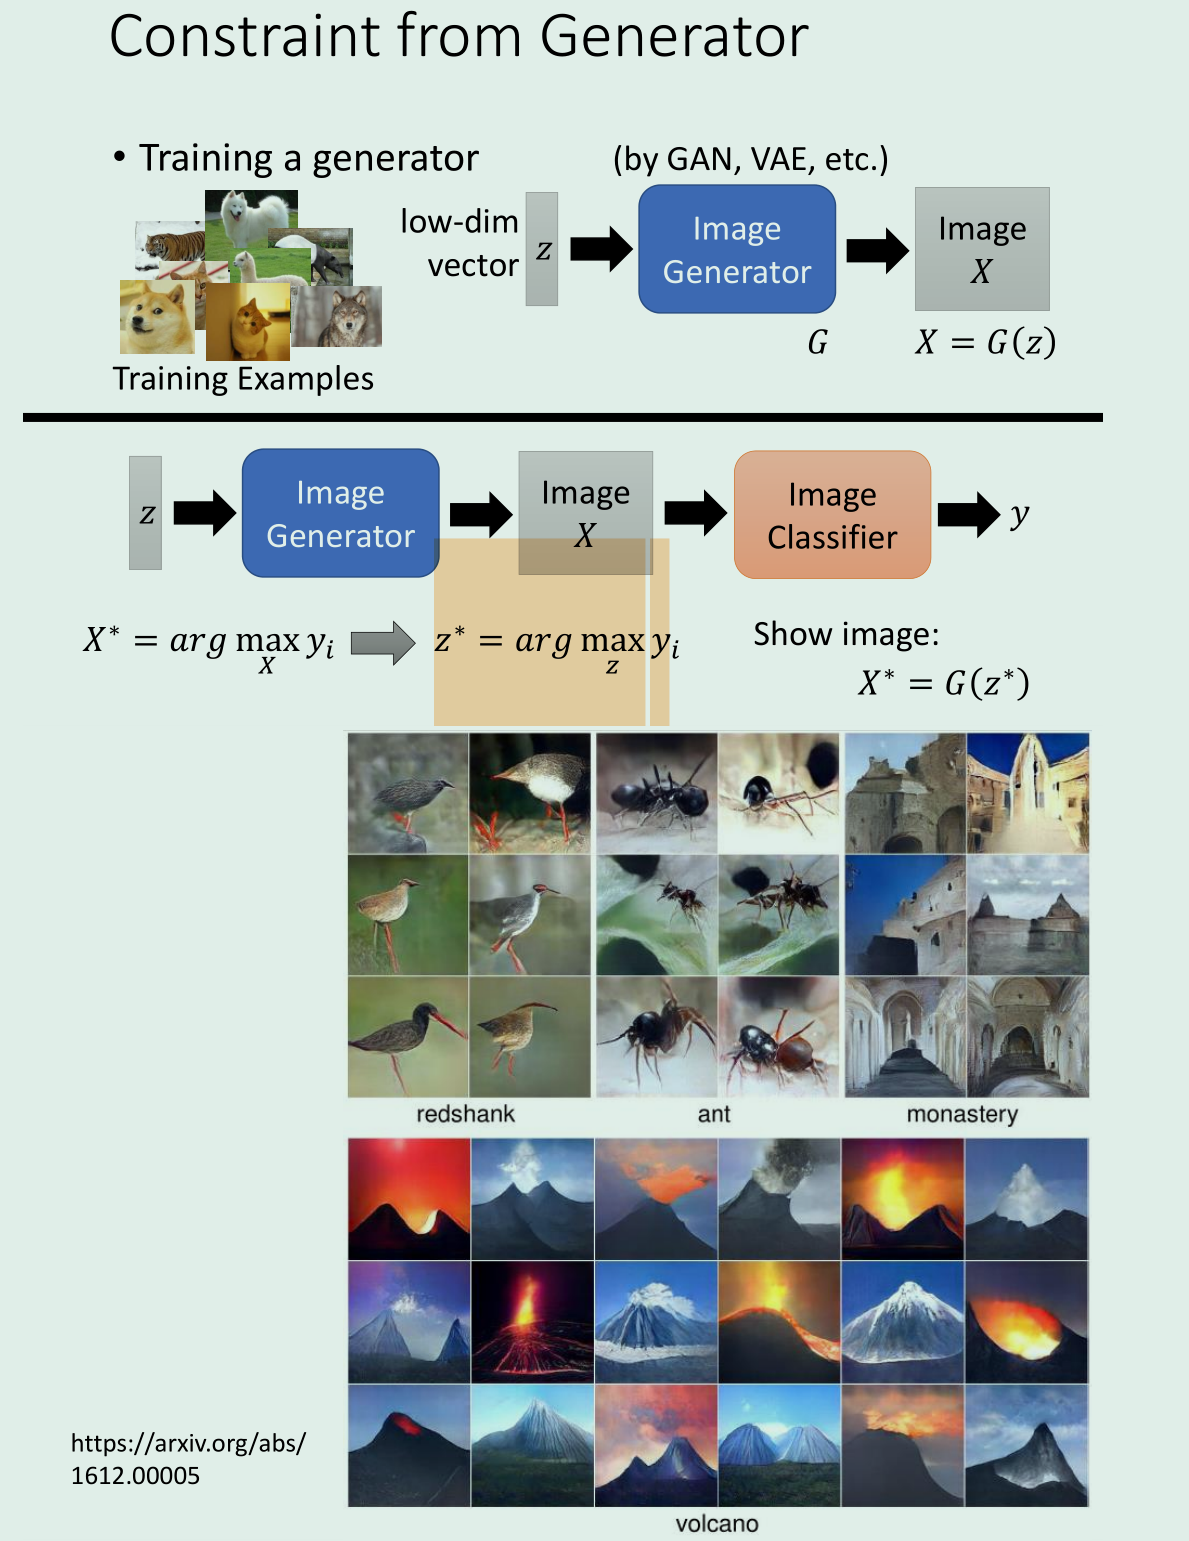 Constraint from Generator
• Training a generator
(by GAN, VAE, etc.)
low-dim
vector
z
Image
Generator
Image
X
G
X = G(z)
Training Examples
z
Image
Generator
Image
X
Image
Classifier
y
X* = arg max y_i
X
z* = arg max y_i
z
Show image:
X* = G(z*)
redshank
ant
monastery
https://arxiv.org/abs/
1612.00005
volcano